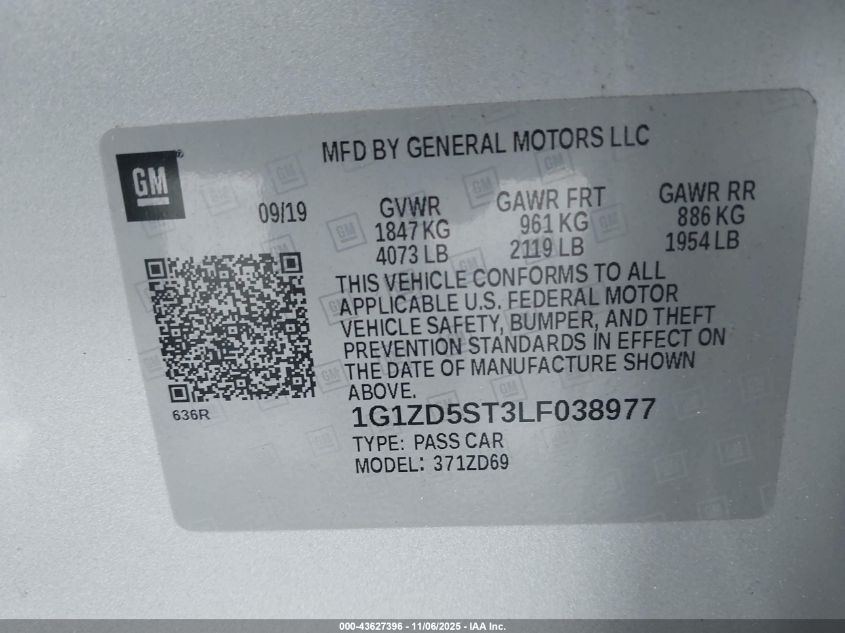 MFD BY GENERAL MOTORS LLC
GM
09/19
GVWR
1847 KG
4073 LB
GAWR FRT
961 KG
2119 LB
GAWR RR
886 KG
1954 LB
THIS VEHICLE CONFORMS TO ALL
APPLICABLE U.S. FEDERAL MOTOR
VEHICLE SAFETY, BUMPER, AND THEFT
PREVENTION STANDARDS IN EFFECT ON
THE DATE OF MANUFACTURE SHOWN
ABOVE.
636R
1G1ZD5ST3LF038977
TYPE: PASS CAR
MODEL: 371ZD69
000-43627396 - 11/06/2025 - IAA Inc.